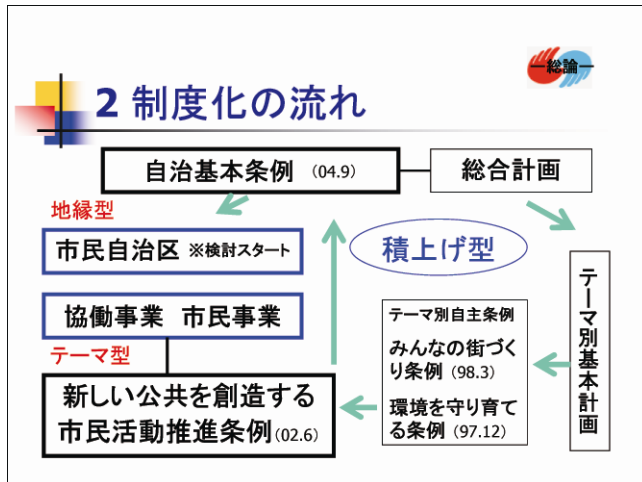 総論
2 制度化の流れ
自治基本条例 (04.9)
総合計画
地縁型
市民自治区 ※検討スタート
積上げ型
協働事業 市民事業
テーマ型
新しい公共を創造する
市民活動推進条例(02.6)
テーマ別自主条例
みんなの街づく
り条例 (98.3)
環境を守り育て
る条例 (97.12)
テーマ別基本計画